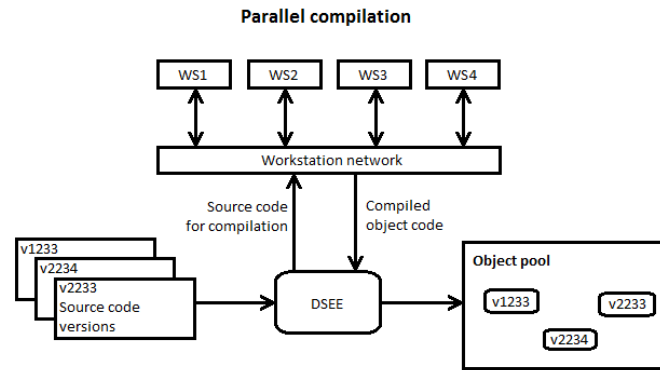 Parallel compilation
WS1
WS2
WS3
WS4
Workstation network
Source code
for compilation
Compiled
object code
v1233
v2234
v2233
Source code
versions
DSEE
Object pool
v1233
v2233
v2234